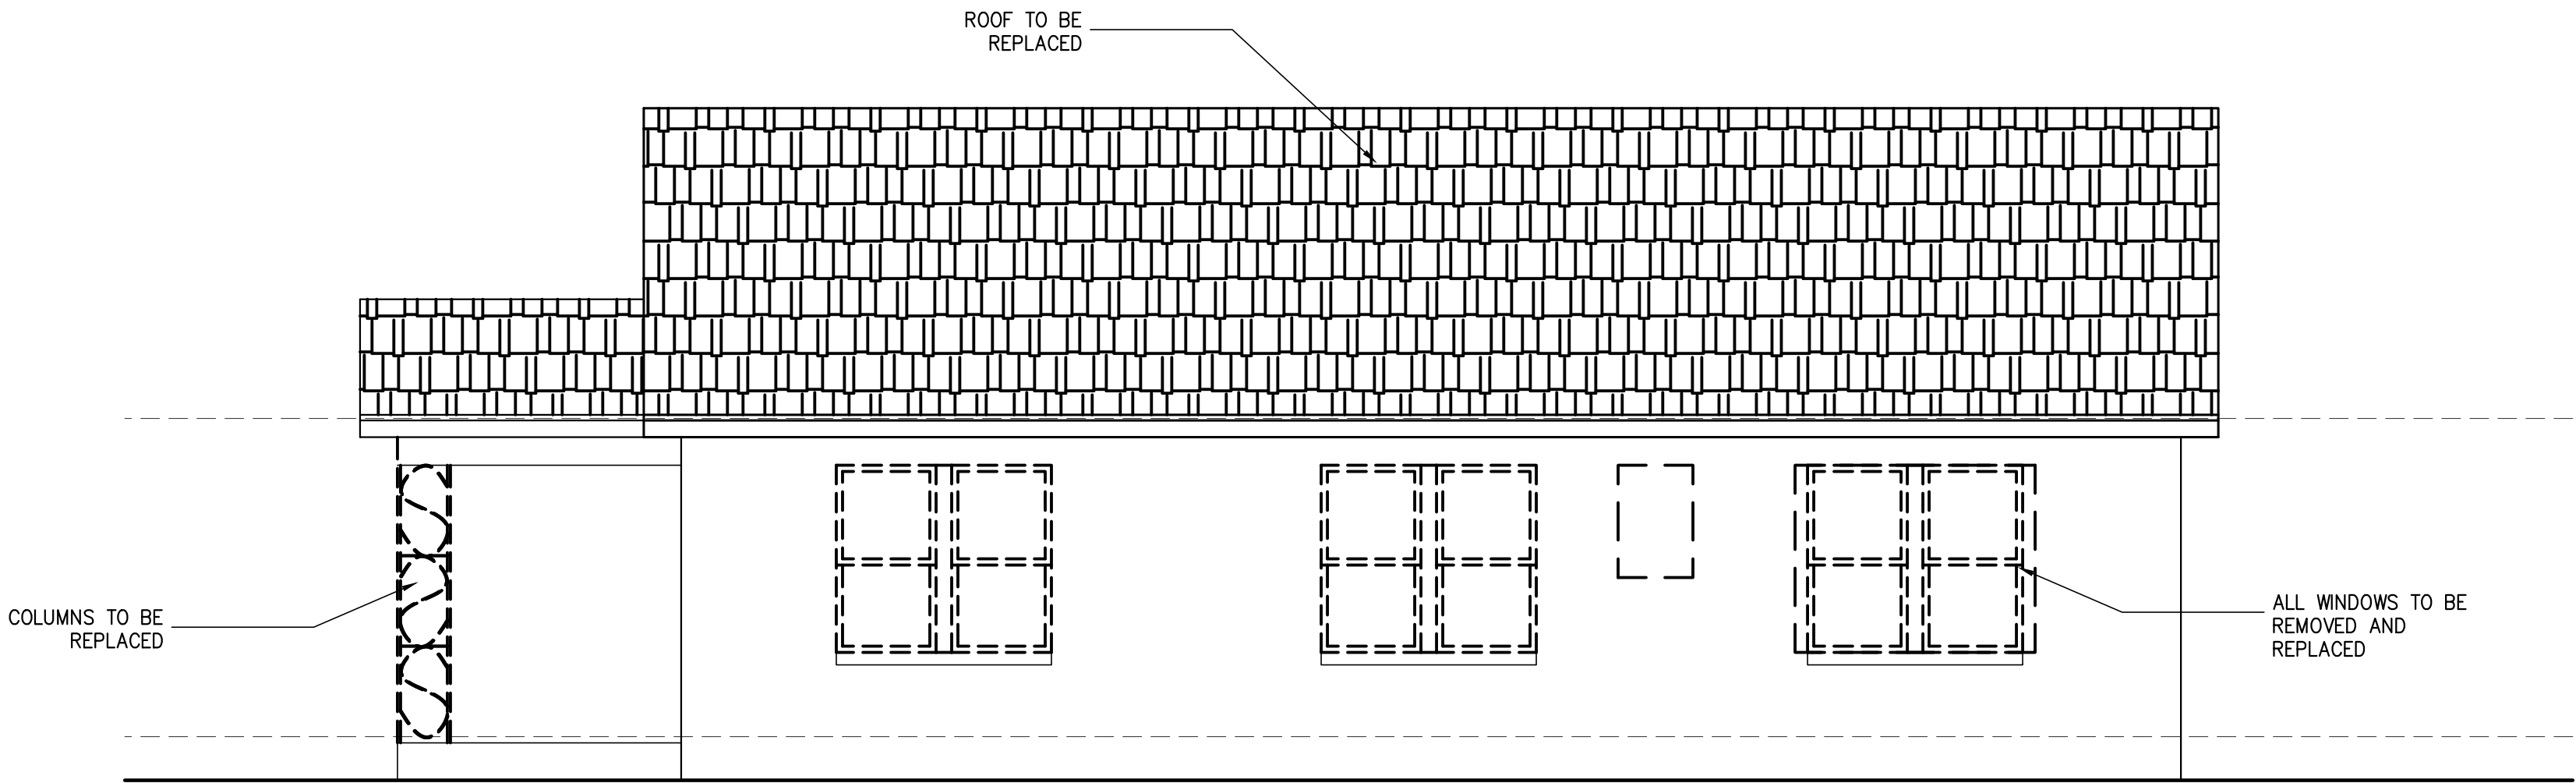 ROOF TO BE
REPLACED
COLUMNS TO BE
REPLACED
ALL WINDOWS TO BE
REMOVED AND
REPLACED